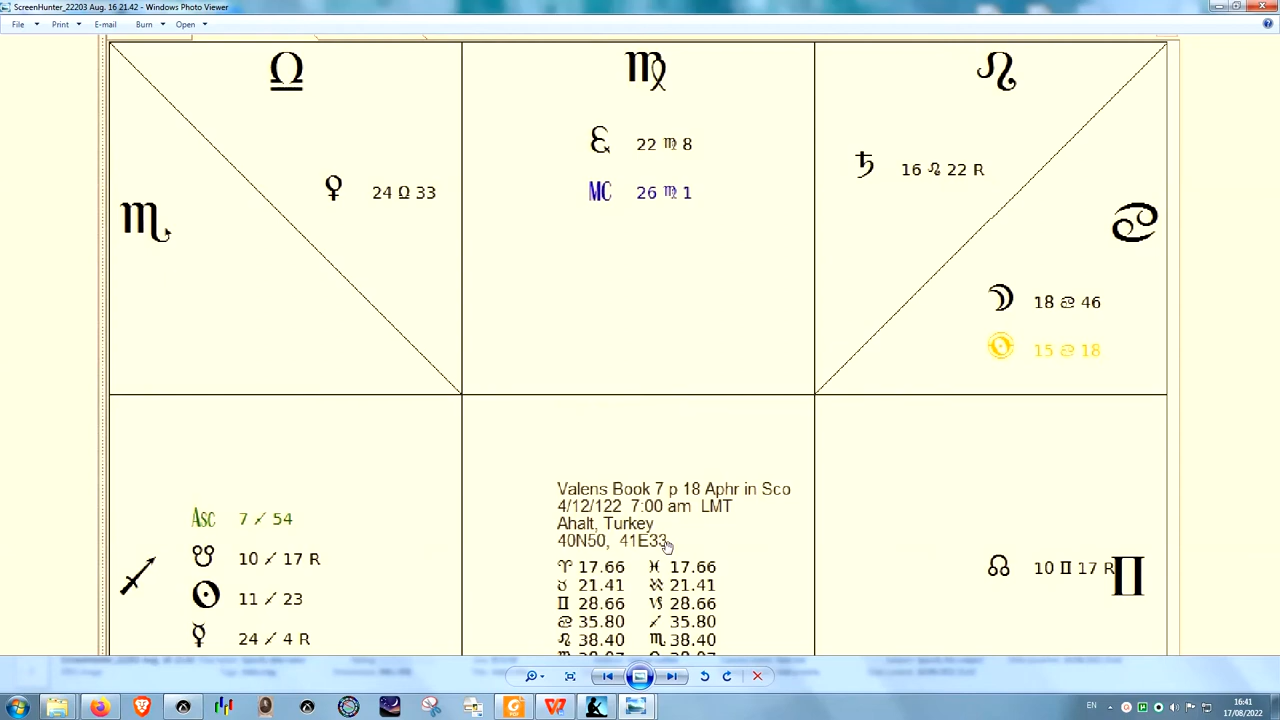 ScreenHunter_22203 Aug. 16 21.42 - Windows Photo Viewer
File Print E-mail Burn Open
♎ ♍ ♌
22 ♍ 8
♄ 16 ♌ 22 R
♀ 24 ♎ 33
MC 26 ♍ 1
♏ ♋
☽ 18 ♋ 46
☉ 15 ♋ 18
Valens Book 7 p 18 Aphr in Sco
4/12/122 7:00 am LMT
Ahalt, Turkey
40N50, 41E33
Asc 7 ♐ 54
☋ 10 ♐ 17 R
☉ 11 ♐ 23
☿ 24 ♐ 4 R
♐
☊ 10 ♊ 17 R
♊
♈ 17.66 ♓ 17.66
♉ 21.41 ♒ 21.41
♊ 28.66 ♑ 28.66
♋ 35.80 ♐ 35.80
♌ 38.40 ♏ 38.40
EN
16:41
17/08/2022